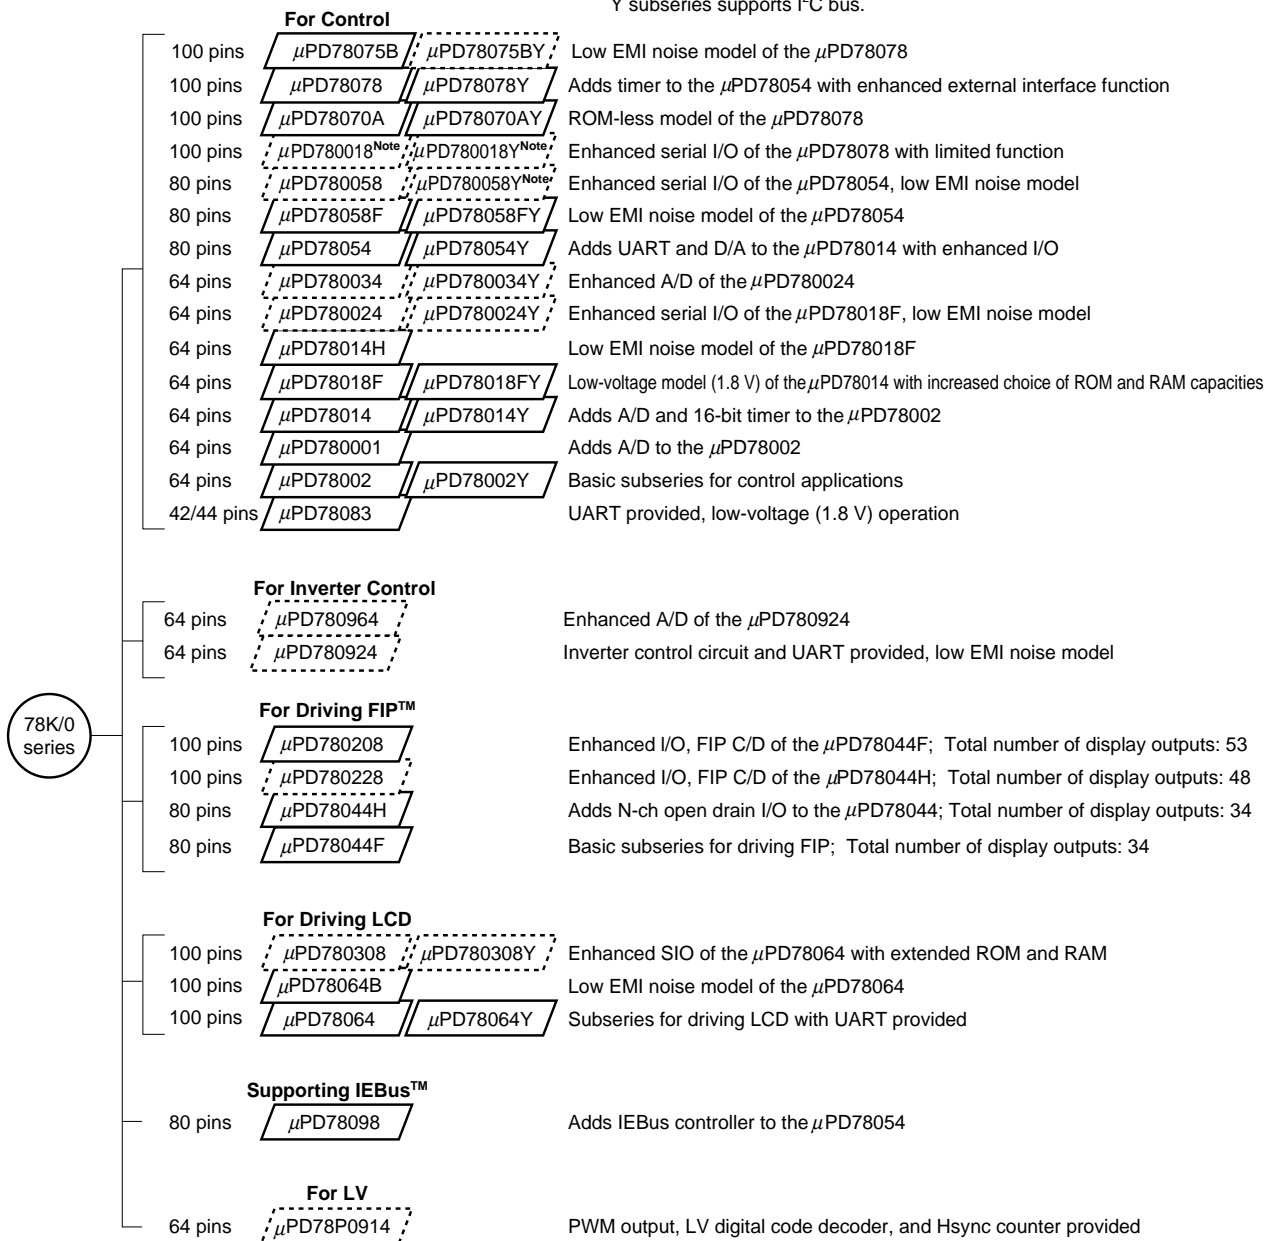 Y subseries supports I²C bus.
For Control
100 pins μPD78075B μPD78075BY Low EMI noise model of the μPD78078
100 pins μPD78078 μPD78078Y Adds timer to the μPD78054 with enhanced external interface function
100 pins μPD78070A μPD78070AY ROM-less model of the μPD78078
100 pins μPD780018Note μPD780018YNote Enhanced serial I/O of the μPD78078 with limited function
80 pins μPD780058 μPD780058YNote Enhanced serial I/O of the μPD78054, low EMI noise model
80 pins μPD78058F μPD78058FY Low EMI noise model of the μPD78054
80 pins μPD78054 μPD78054Y Adds UART and D/A to the μPD78014 with enhanced I/O
64 pins μPD780034 μPD780034Y Enhanced A/D of the μPD780024
64 pins μPD780024 μPD780024Y Enhanced serial I/O of the μPD78018F, low EMI noise model
64 pins μPD78014H Low EMI noise model of the μPD78018F
64 pins μPD78018F μPD78018FY Low-voltage model (1.8 V) of the μPD78014 with increased choice of ROM and RAM capacities
64 pins μPD78014 μPD78014Y Adds A/D and 16-bit timer to the μPD78002
64 pins μPD780001 Adds A/D to the μPD78002
64 pins μPD78002 μPD78002Y Basic subseries for control applications
42/44 pins μPD78083 UART provided, low-voltage (1.8 V) operation
For Inverter Control
64 pins μPD780964 Enhanced A/D of the μPD780924
64 pins μPD780924 Inverter control circuit and UART provided, low EMI noise model
78K/0
series
For Driving FIP™
100 pins μPD780208 Enhanced I/O, FIP C/D of the μPD78044F; Total number of display outputs: 53
100 pins μPD780228 Enhanced I/O, FIP C/D of the μPD78044H; Total number of display outputs: 48
80 pins μPD78044H Adds N-ch open drain I/O to the μPD78044; Total number of display outputs: 34
80 pins μPD78044F Basic subseries for driving FIP; Total number of display outputs: 34
For Driving LCD
100 pins μPD780308 μPD780308Y Enhanced SIO of the μPD78064 with extended ROM and RAM
100 pins μPD78064B Low EMI noise model of the μPD78064
100 pins μPD78064 μPD78064Y Subseries for driving LCD with UART provided
Supporting IEBus™
80 pins μPD78098 Adds IEBus controller to the μPD78054
For LV
64 pins μPD78P0914 PWM output, LV digital code decoder, and Hsync counter provided